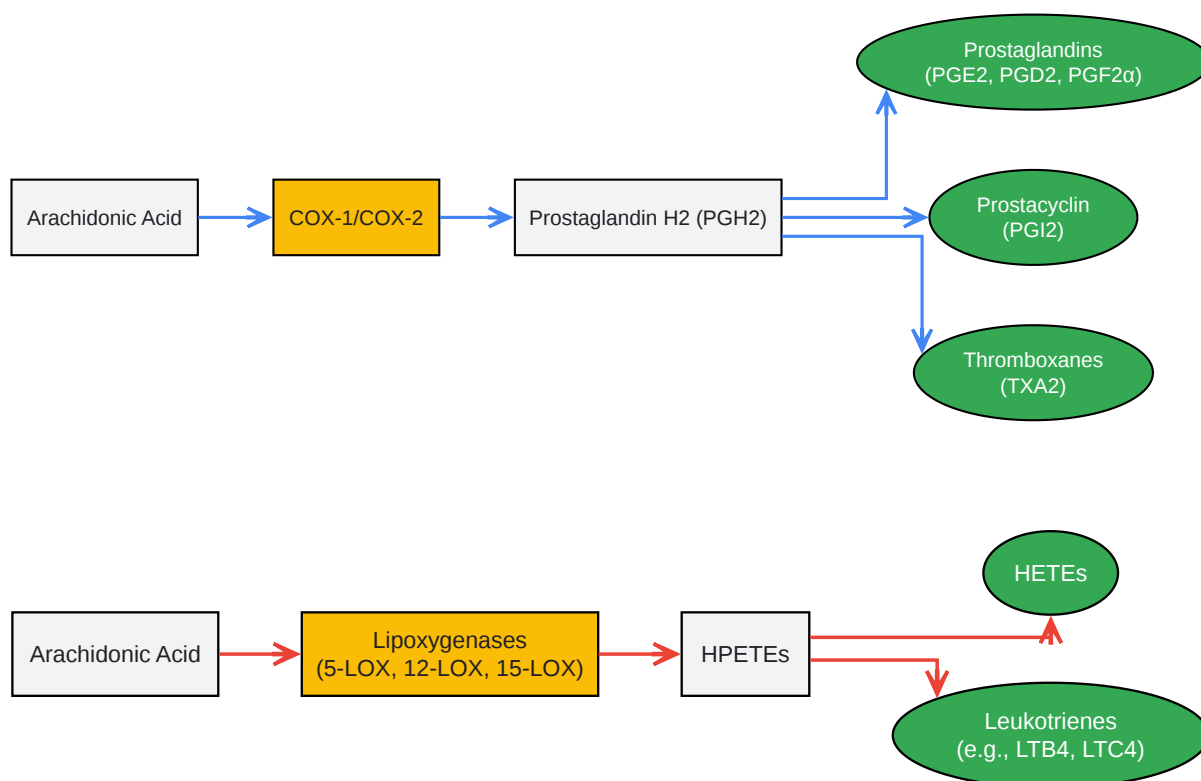 Prostaglandins
(PGE2, PGD2, PGF2α)
Arachidonic Acid
COX-1/COX-2
Prostaglandin H2 (PGH2)
Prostacyclin
(PGI2)
Thromboxanes
(TXA2)
HETEs
Arachidonic Acid
Lipoxygenases
(5-LOX, 12-LOX, 15-LOX)
HPETEs
Leukotrienes
(e.g., LTB4, LTC4)